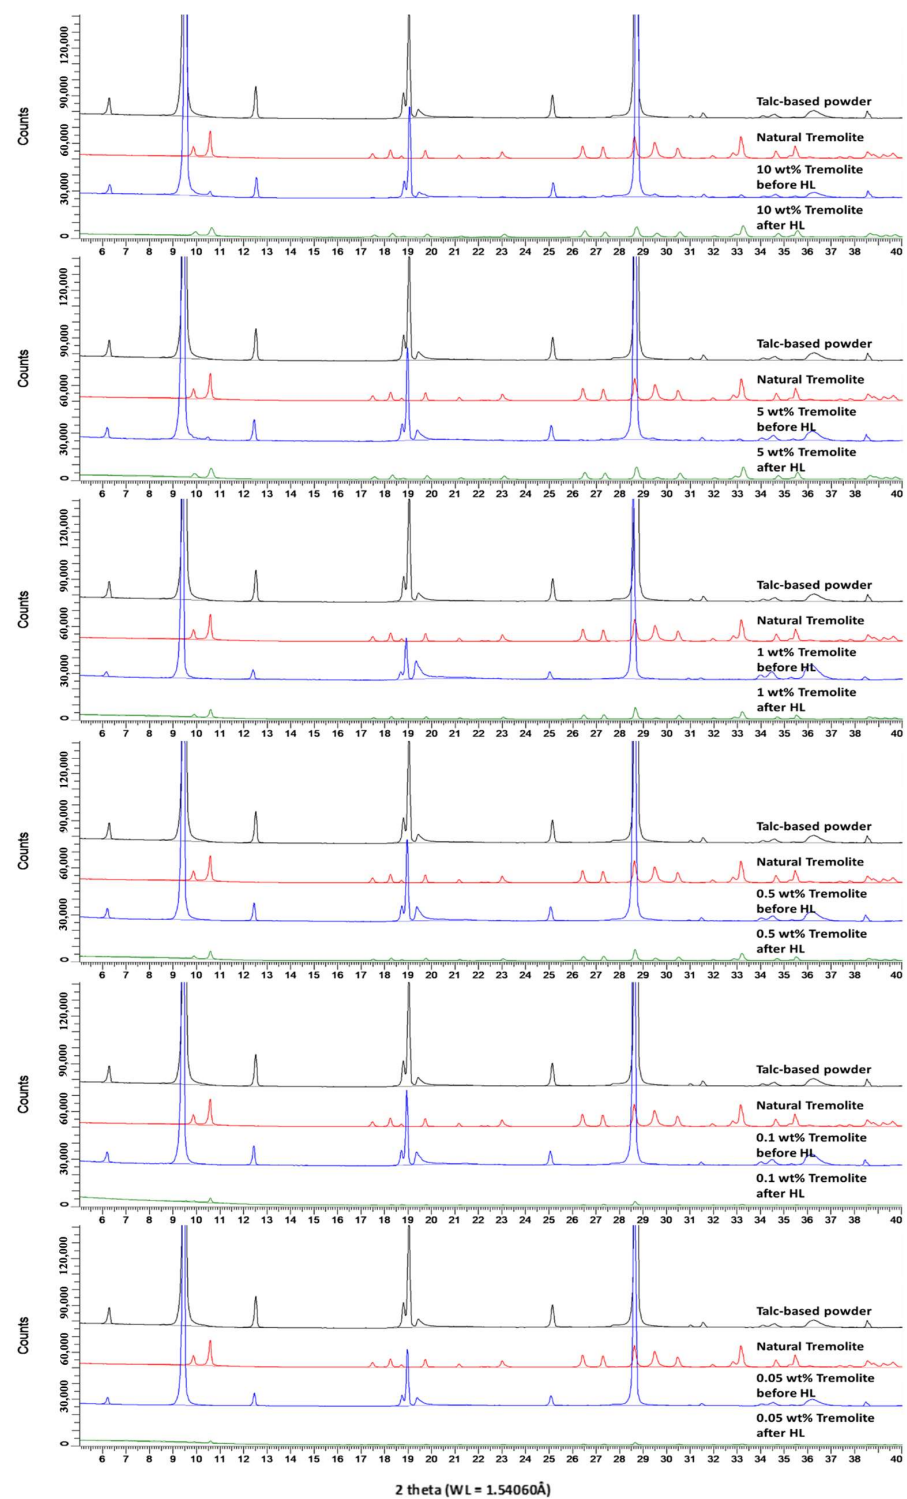 Counts
120,000
90,000
60,000
30,000
0
Talc-based powder
Natural Tremolite
10 wt% Tremolite
before HL
10 wt% Tremolite
after HL
6 7 8 9 10 11 12 13 14 15 16 17 18 19 20 21 22 23 24 25 26 27 28 29 30 31 32 33 34 35 36 37 38 40
Counts
120,000
90,000
60,000
30,000
0
Talc-based powder
Natural Tremolite
5 wt% Tremolite
before HL
5 wt% Tremolite
after HL
6 7 8 9 10 11 12 13 14 15 16 17 18 19 20 21 22 23 24 25 26 27 28 29 30 31 32 33 34 35 36 37 38 40
Counts
120,000
90,000
60,000
30,000
0
Talc-based powder
Natural Tremolite
1 wt% Tremolite
before HL
1 wt% Tremolite
after HL
6 7 8 9 10 11 12 13 14 15 16 17 18 19 20 21 22 23 24 25 26 27 28 29 30 31 32 33 34 35 36 37 38 40
Counts
120,000
90,000
60,000
30,000
0
Talc-based powder
Natural Tremolite
0.5 wt% Tremolite
before HL
0.5 wt% Tremolite
after HL
6 7 8 9 10 11 12 13 14 15 16 17 18 19 20 21 22 23 24 25 26 27 28 29 30 31 32 33 34 35 36 37 38 40
Counts
120,000
90,000
60,000
30,000
0
Talc-based powder
Natural Tremolite
0.1 wt% Tremolite
before HL
0.1 wt% Tremolite
after HL
6 7 8 9 10 11 12 13 14 15 16 17 18 19 20 21 22 23 24 25 26 27 28 29 30 31 32 33 34 35 36 37 38 40
Counts
120,000
90,000
60,000
30,000
0
Talc-based powder
Natural Tremolite
0.05 wt% Tremolite
before HL
0.05 wt% Tremolite
after HL
6 7 8 9 10 11 12 13 14 15 16 17 18 19 20 21 22 23 24 25 26 27 28 29 30 31 32 33 34 35 36 37 38 40
2 theta (WL = 1.54060Å)